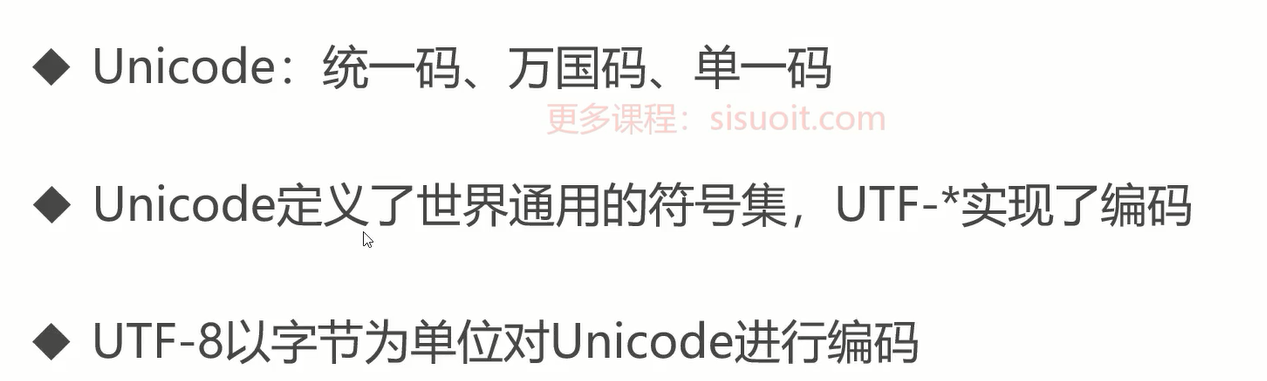 ◆ Unicode：统一码、万国码、单一码
更多课程：sisuoit.com
◆ Unicode定义了世界通用的符号集，UTF-*实现了编码
◆ UTF-8以字节为单位对Unicode进行编码